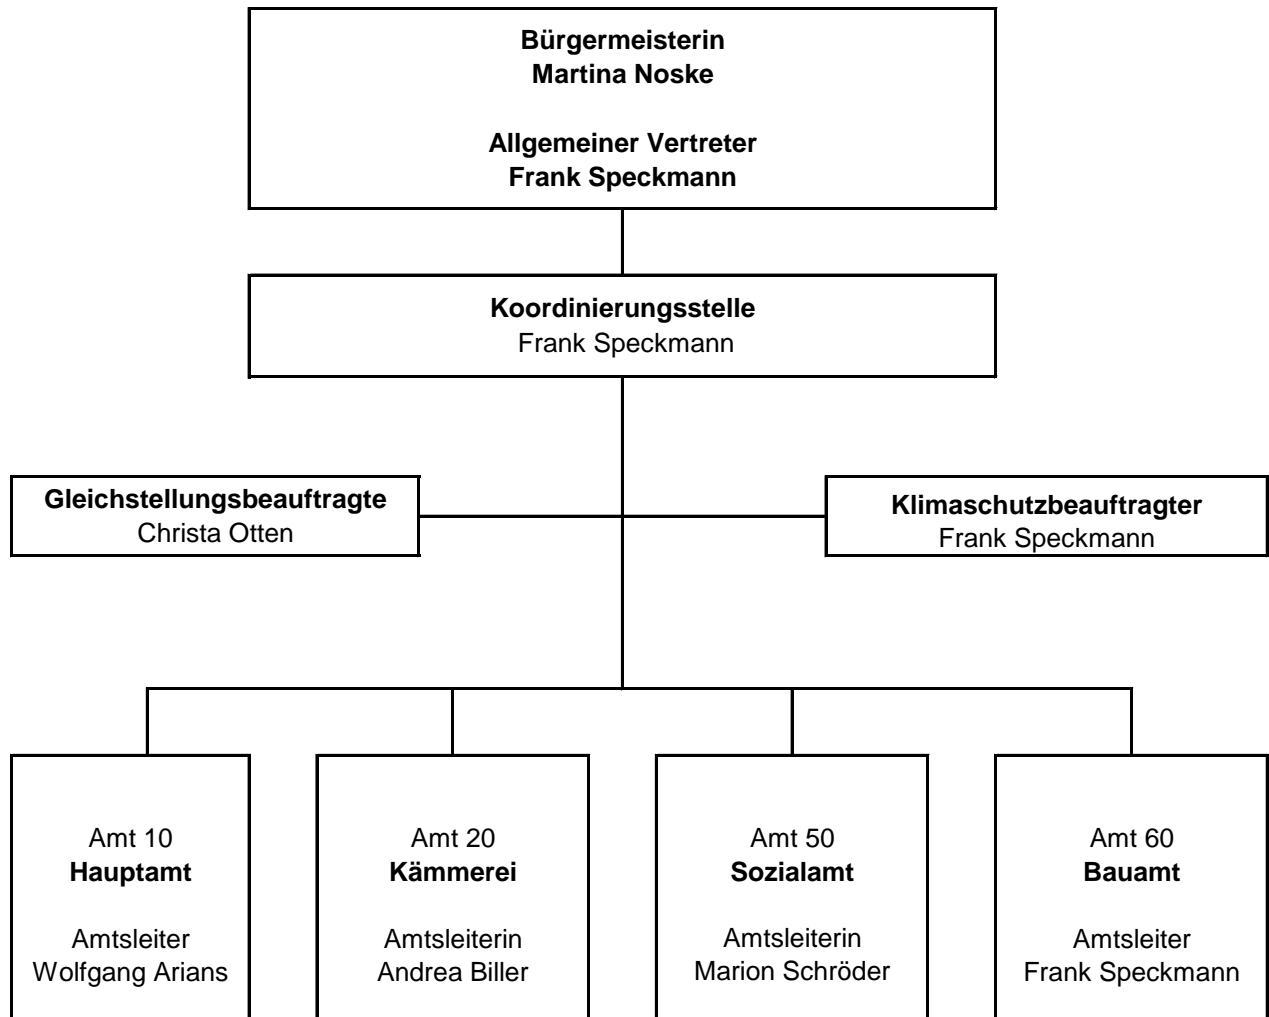 Bürgermeisterin
Martina Noske
Allgemeiner Vertreter
Frank Speckmann
Koordinierungsstelle
Frank Speckmann
Gleichstellungsbeauftragte
Christa Otten
Klimaschutzbeauftragter
Frank Speckmann
Amt 10
Hauptamt
Amtsleiter
Wolfgang Arians
Amt 20
Kämmerei
Amtsleiterin
Andrea Biller
Amt 50
Sozialamt
Amtsleiterin
Marion Schröder
Amt 60
Bauamt
Amtsleiter
Frank Speckmann